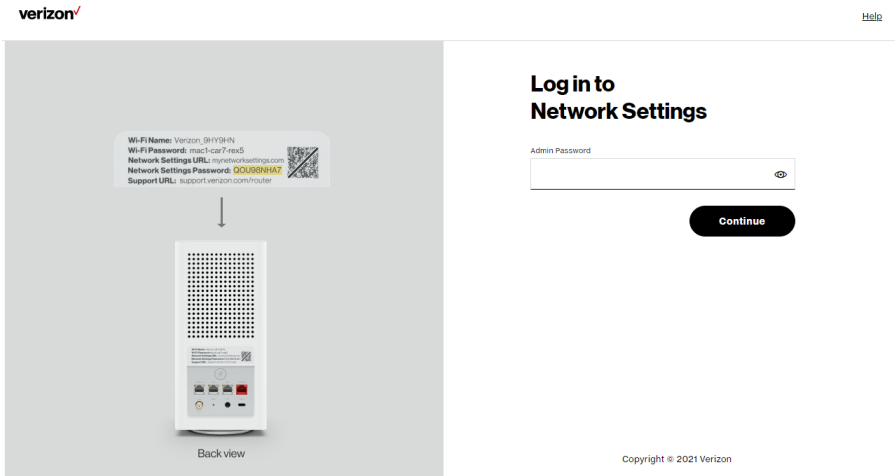 verizon✓
Help
Wi-Fi Name: Verizon_9HY9HN
Wi-Fi Password: mac1-car7-rex5
Network Settings URL: mynetworksettings.com
Network Settings Password: QOU98NHA7
Support URL: support.verizon.com/router
Back view
Log in to
Network Settings
Admin Password
Continue
Copyright © 2021 Verizon